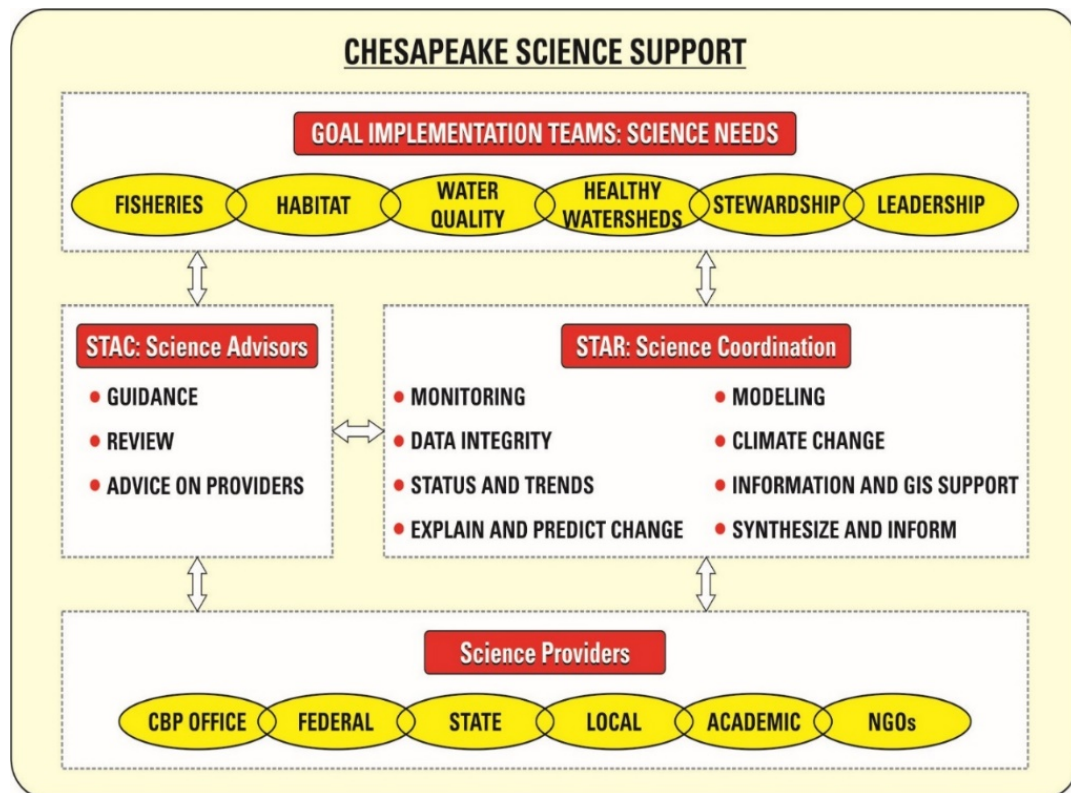 CHESAPEAKE SCIENCE SUPPORT
GOAL IMPLEMENTATION TEAMS: SCIENCE NEEDS
FISHERIES
HABITAT
WATER
QUALITY
HEALTHY
WATERSHEDS
STEWARDSHIP
LEADERSHIP
STAC: Science Advisors
• GUIDANCE
• REVIEW
• ADVICE ON PROVIDERS
STAR: Science Coordination
• MONITORING
• DATA INTEGRITY
• STATUS AND TRENDS
• EXPLAIN AND PREDICT CHANGE
• MODELING
• CLIMATE CHANGE
• INFORMATION AND GIS SUPPORT
• SYNTHESIZE AND INFORM
Science Providers
CBP OFFICE
FEDERAL
STATE
LOCAL
ACADEMIC
NGOs